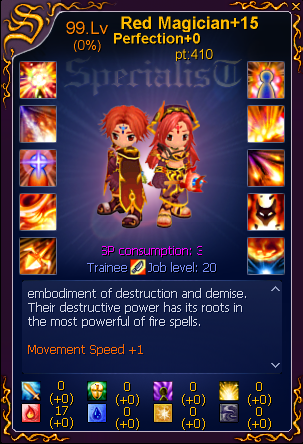 99.Lv
(0%)
Red Magician+15
Perfection+0
pt:410
SpecialisT
SP consumption: 3
Trainee Job level: 20
embodiment of destruction and demise.
Their destructive power has its roots in
the most powerful of fire spells.
Movement Speed +1
0 0 0 0
(+0) (+0) (+0) (+0)
17 0 0 0
(+0) (+0) (+0) (+0)